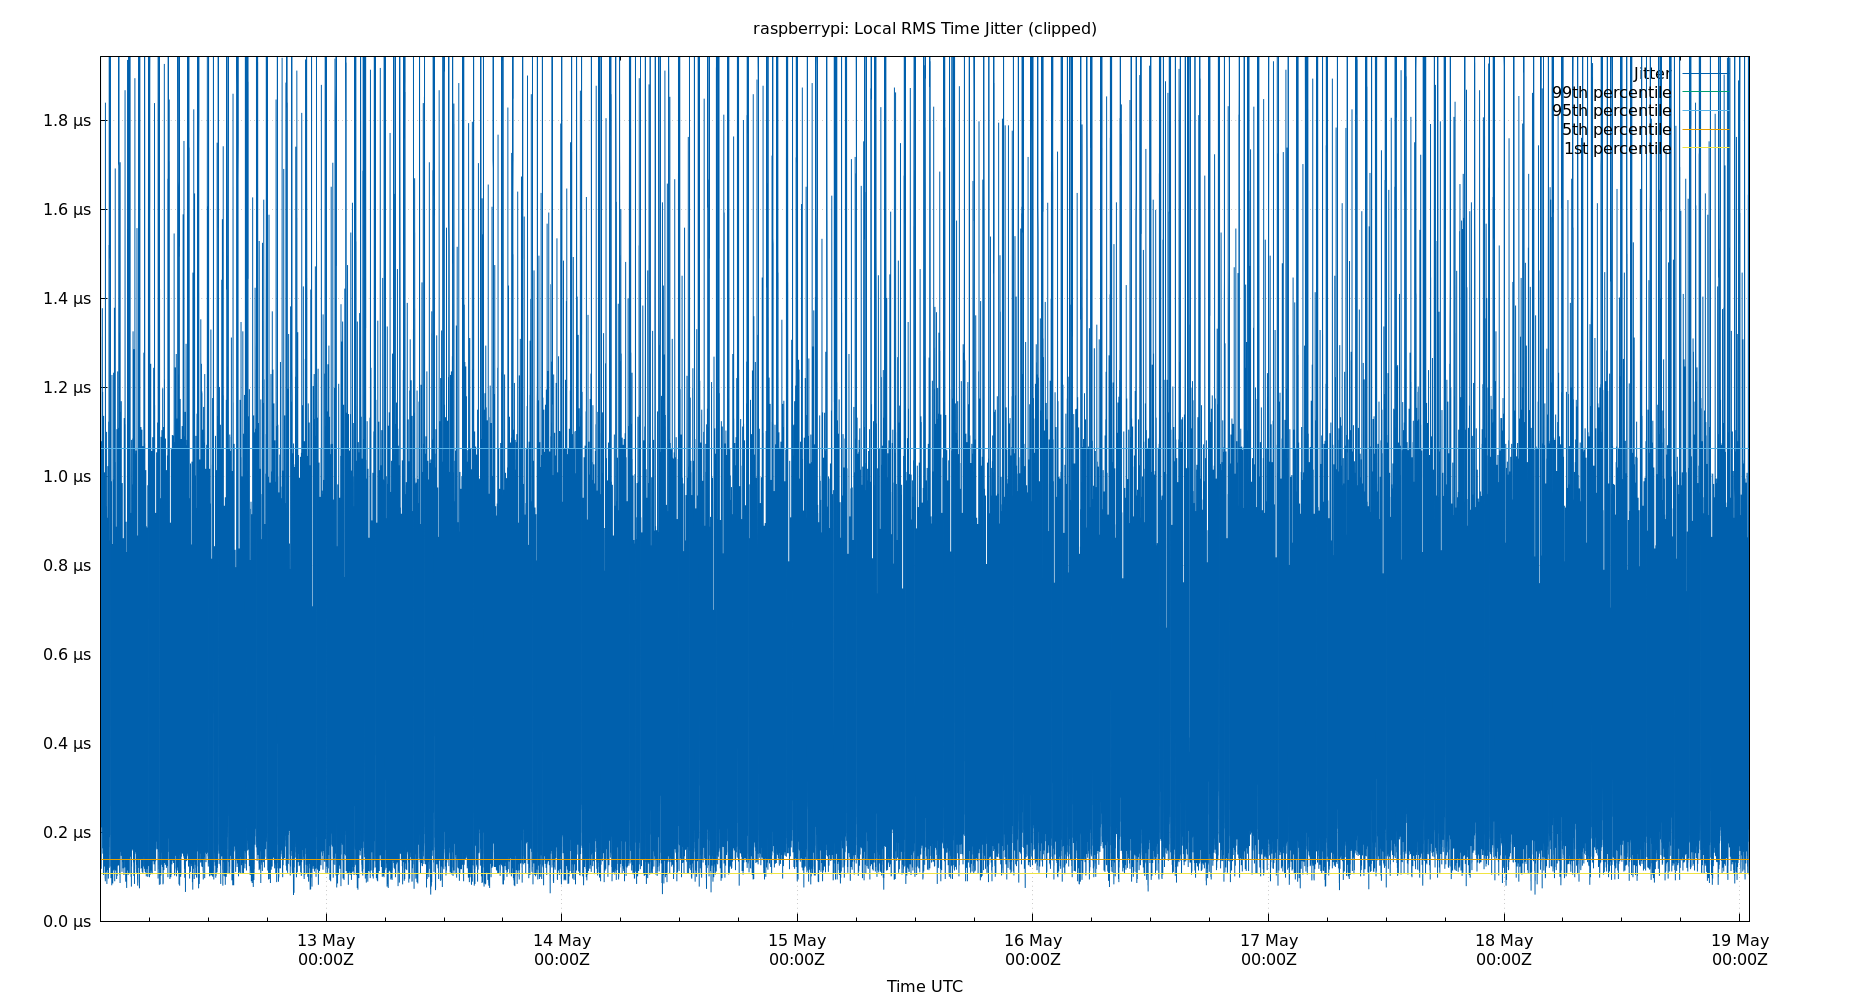 raspberrypi: Local RMS Time Jitter (clipped)
Jitter
99th percentile
95th percentile
5th percentile
1st percentile
1.8 µs
1.6 µs
1.4 µs
1.2 µs
1.0 µs
0.8 µs
0.6 µs
0.4 µs
0.2 µs
0.0 µs
13 May 14 May 15 May 16 May 17 May 18 May 19 May
00:00Z 00:00Z 00:00Z 00:00Z 00:00Z 00:00Z 00:00Z
Time UTC